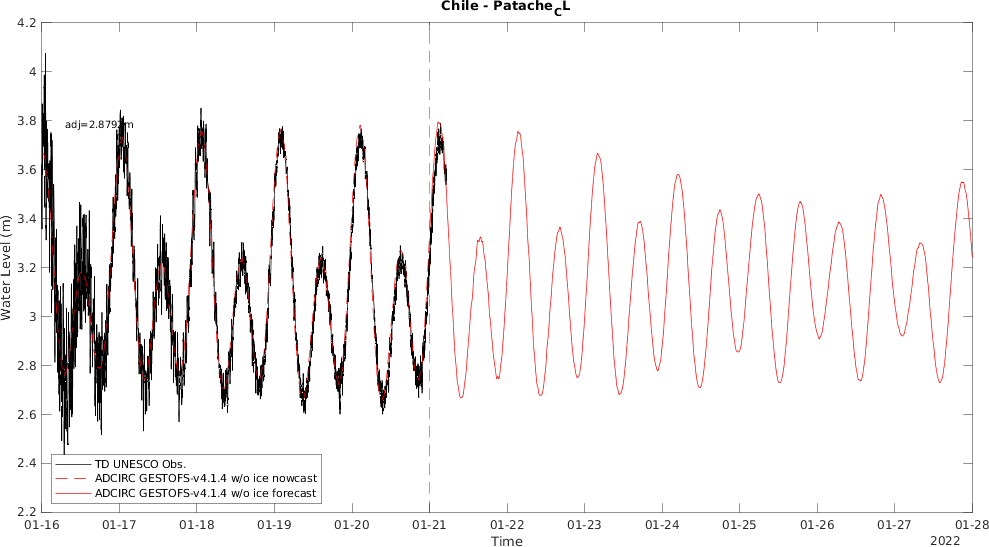 Chile - Patache_CL
4.2
4
3.8
3.6
3.4
3.2
3
2.8
2.6
2.4
2.2
Water Level (m)
adj=2.8792m
TD UNESCO Obs.
ADCIRC GESTOFS-v4.1.4 w/o ice nowcast
ADCIRC GESTOFS-v4.1.4 w/o ice forecast
01-16 01-17 01-18 01-19 01-20 01-21 01-22 01-23 01-24 01-25 01-26 01-27 01-28
Time
2022